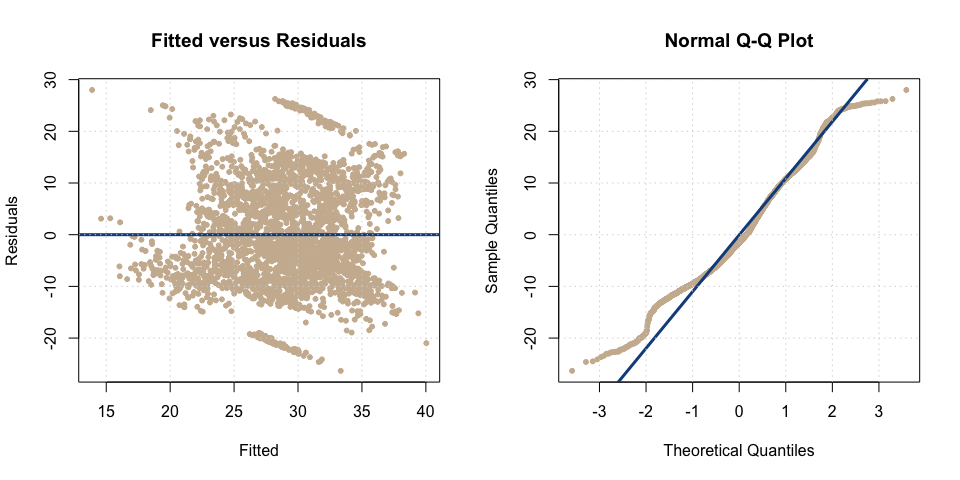 Fitted versus Residuals
Residuals
30
20
10
0
-10
-20
15 20 25 30 35 40
Fitted
Normal Q-Q Plot
Sample Quantiles
30
20
10
0
-10
-20
-3 -2 -1 0 1 2 3
Theoretical Quantiles